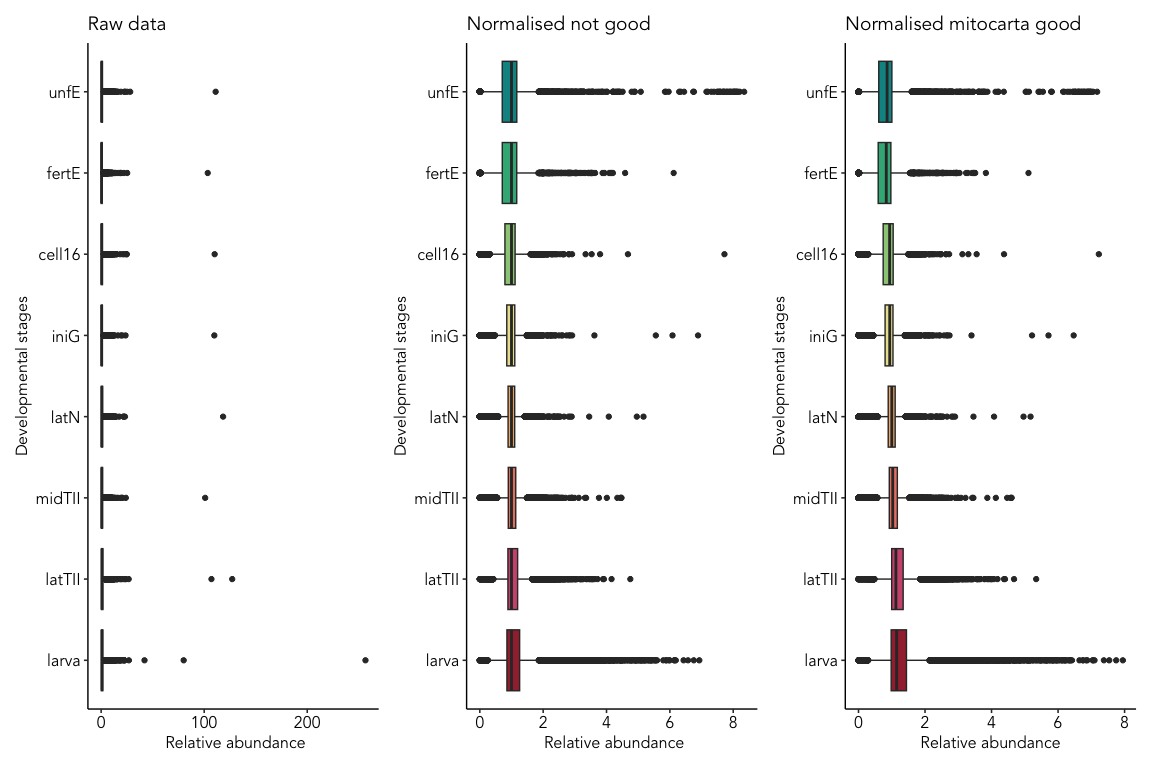 Raw data
Developmental stages
unfE
fertE
cell16
iniG
latN
midTII
latTII
larva
0 100 200
Relative abundance
Normalised not good
Developmental stages
unfE
fertE
cell16
iniG
latN
midTII
latTII
larva
0 2 4 6 8
Relative abundance
Normalised mitocarta good
Developmental stages
unfE
fertE
cell16
iniG
latN
midTII
latTII
larva
0 2 4 6 8
Relative abundance